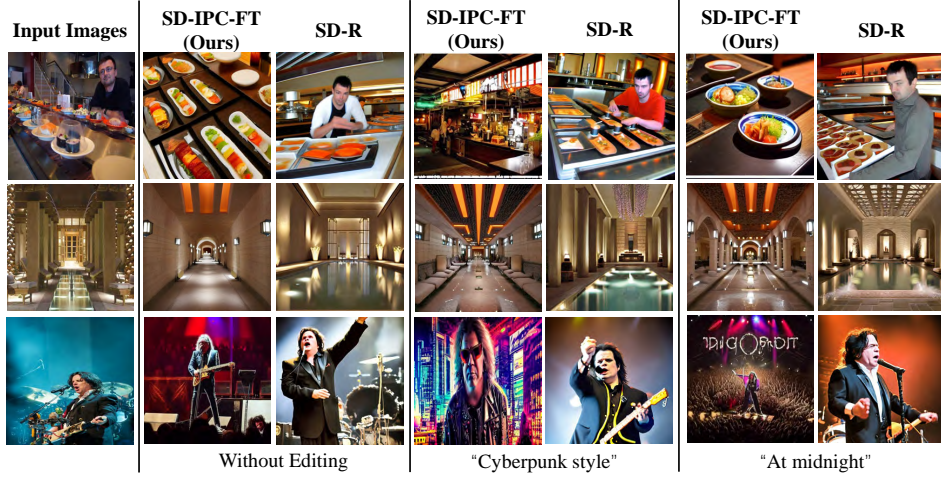 Input Images
SD-IPC-FT
(Ours)
SD-R
SD-IPC-FT
(Ours)
SD-R
SD-IPC-FT
(Ours)
SD-R
Without Editing
"Cyberpunk style"
"At midnight"